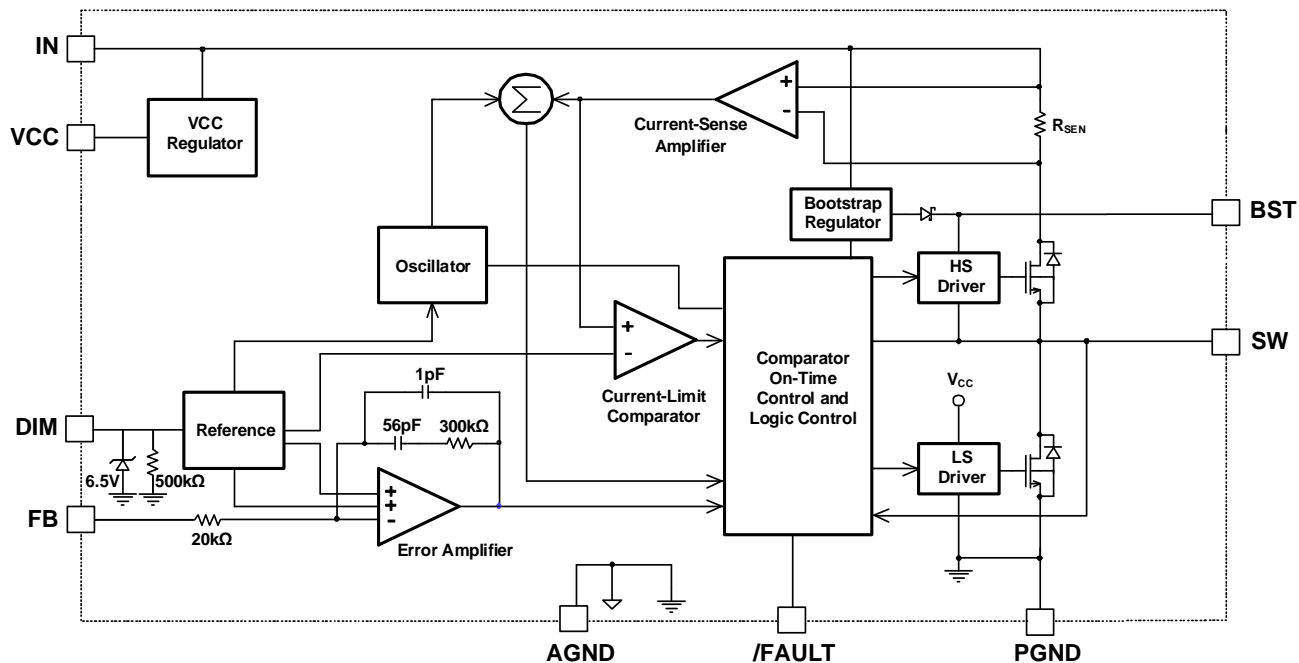 IN
VCC
VCC
Regulator
Σ
+
-
Current-Sense
Amplifier
RSEN
Bootstrap
Regulator
BST
Oscillator
HS
Driver
+
-
Current-Limit
Comparator
Comparator
On-Time
Control and
Logic Control
SW
VCC
1pF
56pF
300kΩ
DIM
Reference
6.5V
500kΩ
LS
Driver
FB
20kΩ
+
+
-
Error Amplifier
AGND
/FAULT
PGND